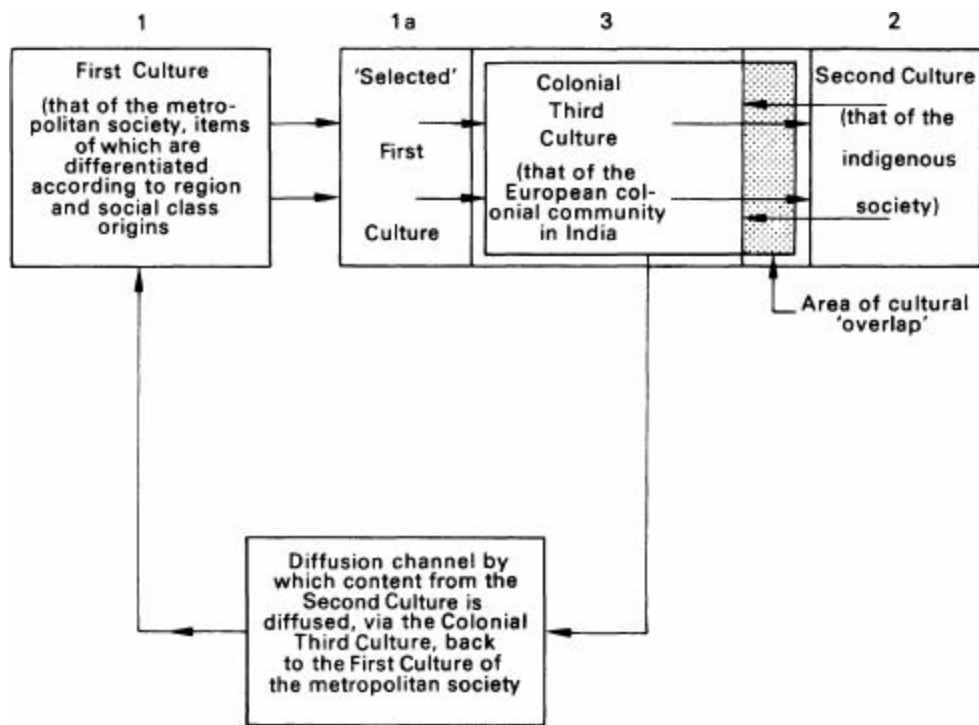 1
1a
3
2
First Culture
(that of the metro-
politan society, items
of which are
differentiated
according to region
and social class
origins
'Selected'
First
Culture
Colonial
Third
Culture
(that of the
European col-
onial community
in India
Second Culture
(that of the
indigenous
society)
Area of cultural
'overlap'
Diffusion channel by
which content from the
Second Culture is
diffused, via the Colonial
Third Culture, back
to the First Culture of
the metropolitan society